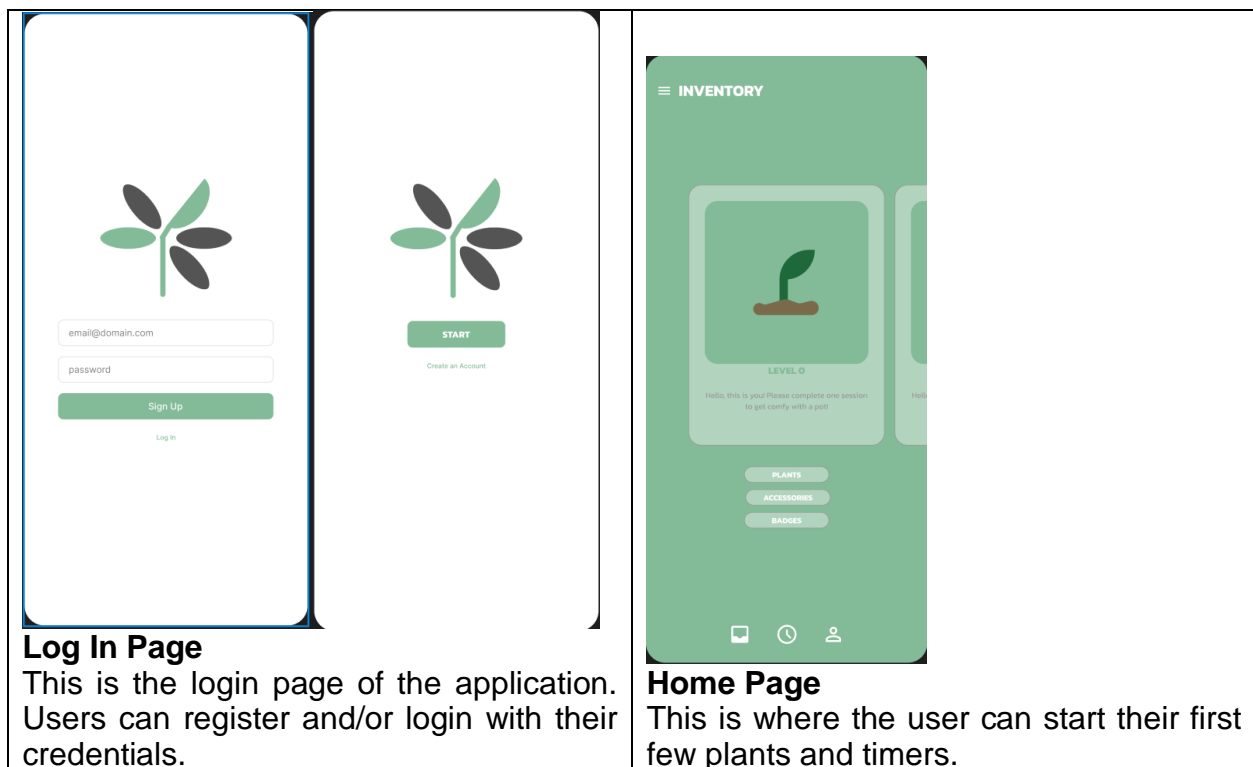 email@domain.com
password
Sign Up
Log In
START
Create an Account
Log In Page
This is the login page of the application.
Users can register and/or login with their
credentials.
INVENTORY
LEVEL 0
Hello, this is you! Please complete one session
to get comfy with a pot!
Hello
PLANTS
ACCESSORIES
BADGES
Home Page
This is where the user can start their first
few plants and timers.